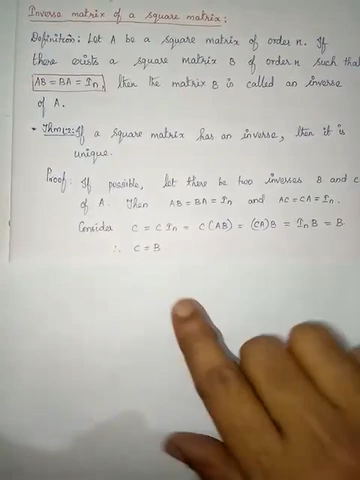 Inverse matrix of a square matrix:
Definition: Let A be a square matrix of order n. If
there exists a square matrix B of order n such that
AB = BA = In, then the matrix B is called an inverse
of A.
* Thm 1.2: If a square matrix has an inverse, then it is
unique.
Proof: If possible, let there be two inverses B and C
of A. Then AB = BA = In and AC = CA = In.
Consider C = C In = C(AB) = (CA)B = In B = B
∴ C = B